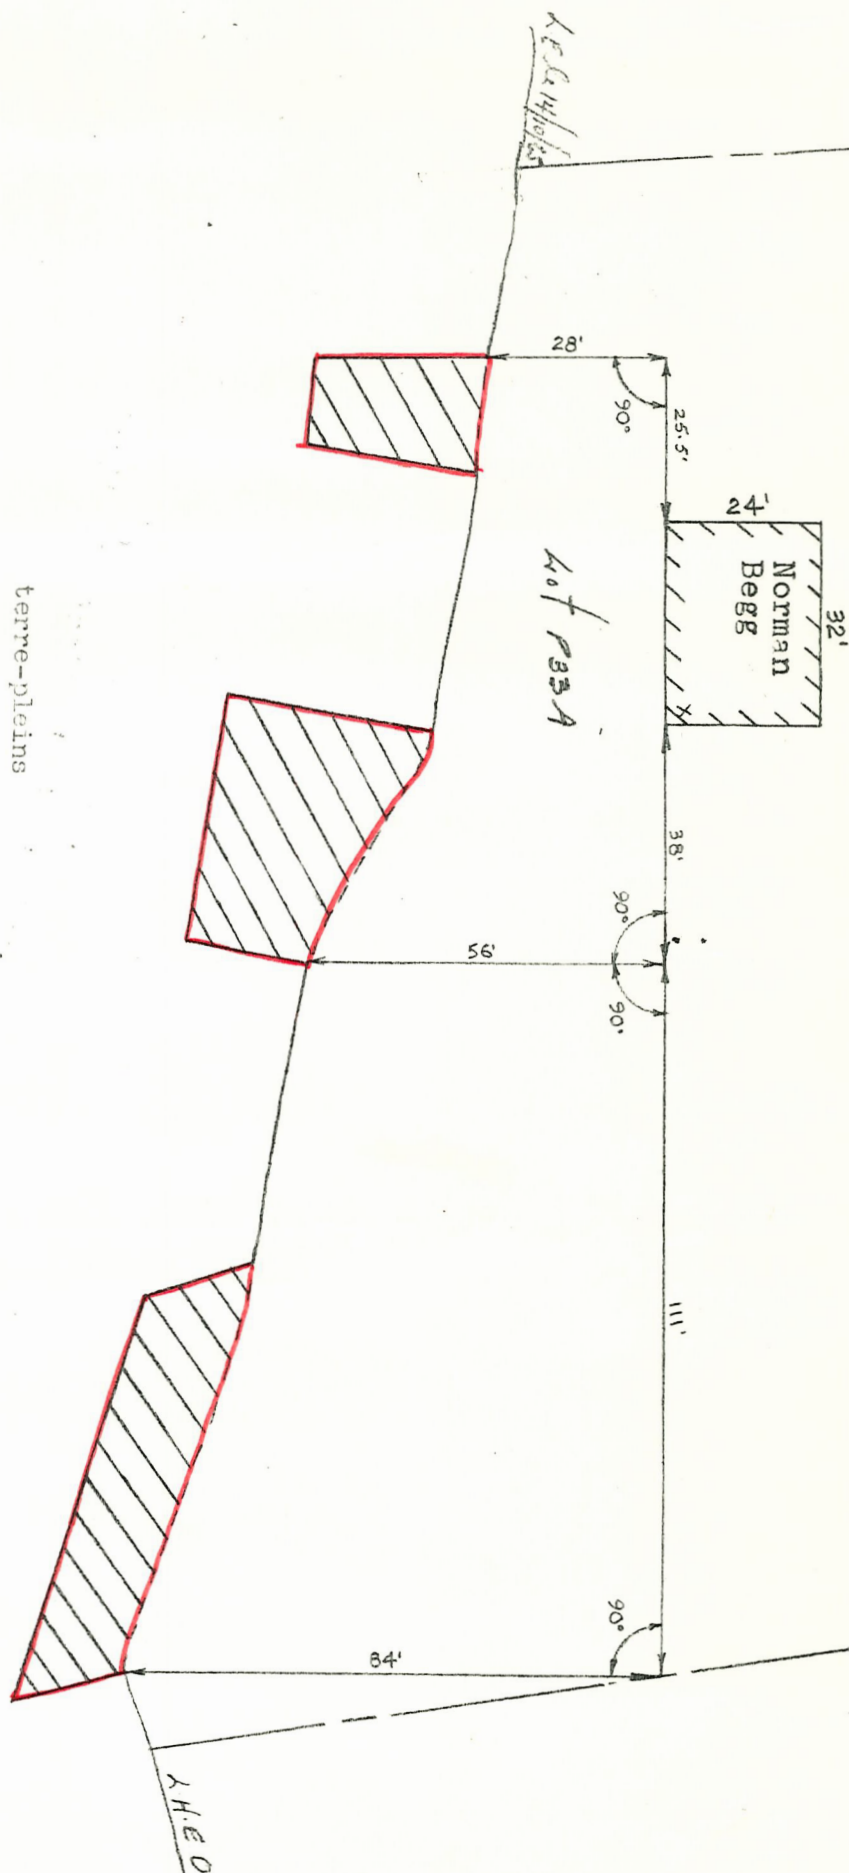 28'
90°
25.5'
24'
32'
Norman
Begg
Lot P33A
38'
90°
56'
90°
111'
90°
84'
terre-pleins
L.H.E.O